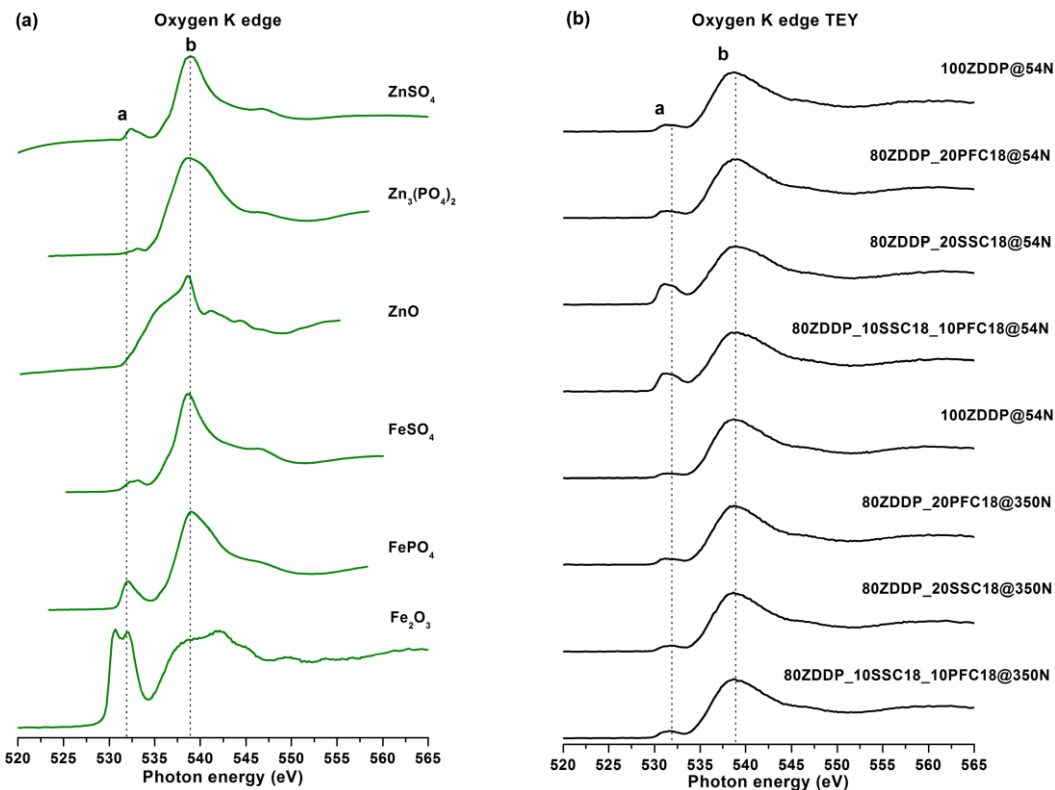 (a)
Oxygen K edge
b
a
ZnSO₄
Zn₃(PO₄)₂
ZnO
FeSO₄
FePO₄
Fe₂O₃
520 525 530 535 540 545 550 555 560 565
Photon energy (eV)
(b)
Oxygen K edge TEY
b
a
100ZDDP@54N
80ZDDP_20PFC18@54N
80ZDDP_20SSC18@54N
80ZDDP_10SSC18_10PFC18@54N
100ZDDP@54N
80ZDDP_20PFC18@350N
80ZDDP_20SSC18@350N
80ZDDP_10SSC18_10PFC18@350N
520 525 530 535 540 545 550 555 560 565
Photon energy (eV)